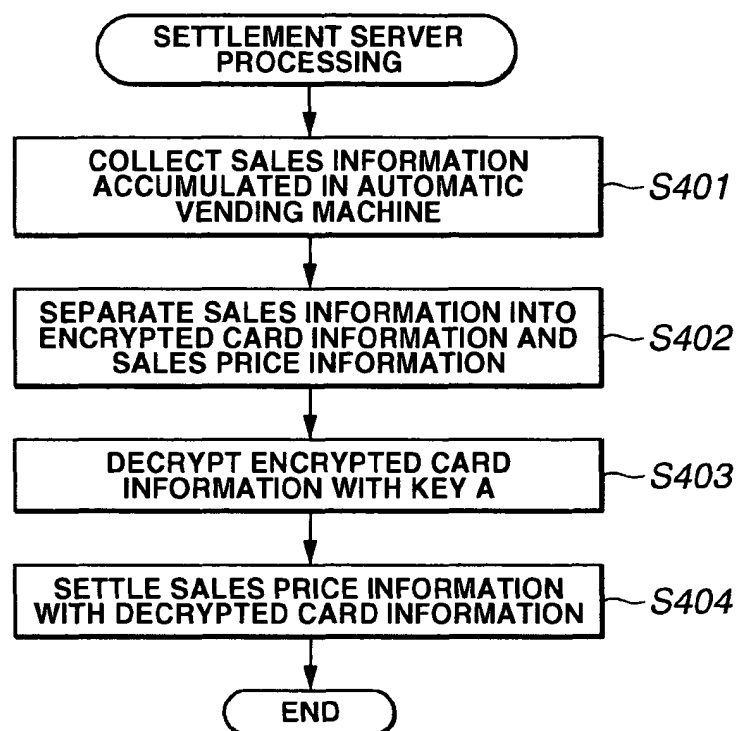 SETTLEMENT SERVER
PROCESSING
COLLECT SALES INFORMATION
ACCUMULATED IN AUTOMATIC
VENDING MACHINE
S401
SEPARATE SALES INFORMATION INTO
ENCRYPTED CARD INFORMATION AND
SALES PRICE INFORMATION
S402
DECRYPT ENCRYPTED CARD
INFORMATION WITH KEY A
S403
SETTLE SALES PRICE INFORMATION
WITH DECRYPTED CARD INFORMATION
S404
END